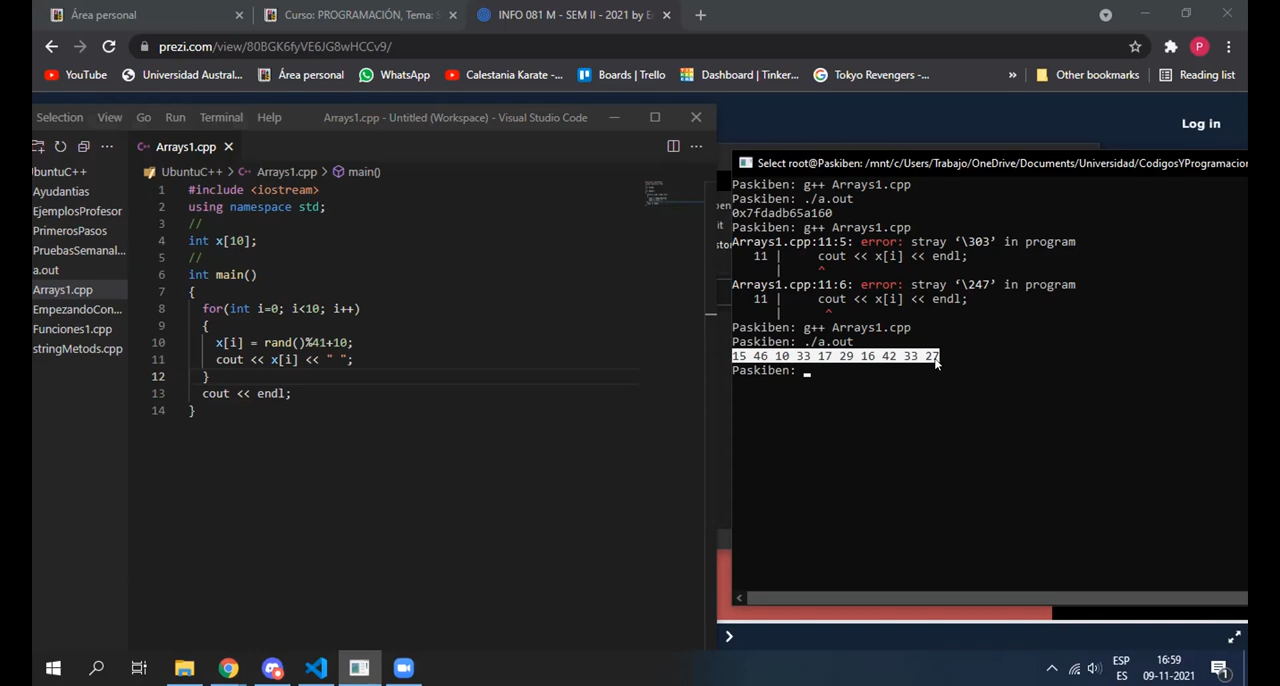 Área personal
Curso: PROGRAMACIÓN, Tema:
INFO 081 M - SEM II - 2021 by E
prezi.com/view/80BGK6fyVE6JG8wHCCv9/
P
YouTube
Universidad Austral...
Área personal
WhatsApp
Calestania Karate -...
Boards | Trello
Dashboard | Tinker...
Tokyo Revengers -...
»
Other bookmarks
Reading list
Log in
Selection View Go Run Terminal Help
Arrays1.cpp - Untitled (Workspace) - Visual Studio Code
Arrays1.cpp
UbuntuC++ > Arrays1.cpp > main()
UbuntuC++
Ayudantias
EjemplosProfesor
PrimerosPasos
PruebasSemanal...
a.out
Arrays1.cpp
EmpezandoCon...
Funciones1.cpp
stringMetods.cpp
1 #include <iostream>
2 using namespace std;
3 //
4 int x[10];
5 //
6 int main()
7 {
8 for(int i=0; i<10; i++)
9 {
10 x[i] = rand()%41+10;
11 cout << x[i] << " ";
12 }
13 cout << endl;
14 }
Select root@Paskiben: /mnt/c/Users/Trabajo/OneDrive/Documents/Universidad/CodigosYProgramacion
Paskiben: g++ Arrays1.cpp
Paskiben: ./a.out
0x7fdadb65a160
Paskiben: g++ Arrays1.cpp
Arrays1.cpp:11:5: error: stray ‘\303’ in program
11 | cout << x[i] << endl;
| ^
Arrays1.cpp:11:6: error: stray ‘\247’ in program
11 | cout << x[i] << endl;
| ^
Paskiben: g++ Arrays1.cpp
Paskiben: ./a.out
15 46 10 33 17 29 16 42 33 27
Paskiben:
ESP
ES
16:59
09-11-2021
1